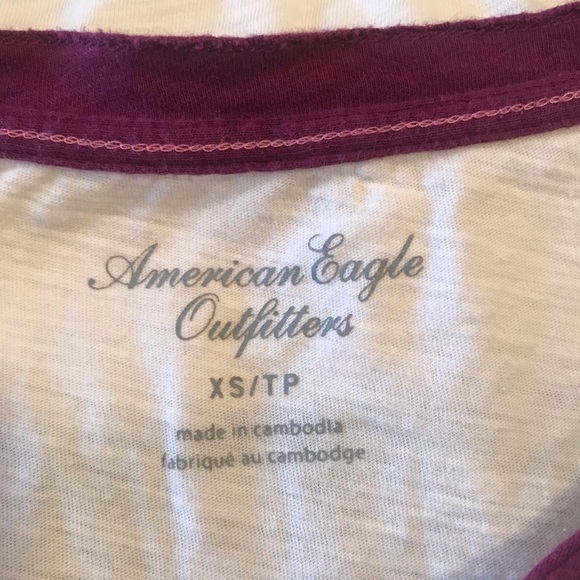 American Eagle
Outfitters
XS/TP
made in cambodia
fabriqué au cambodge